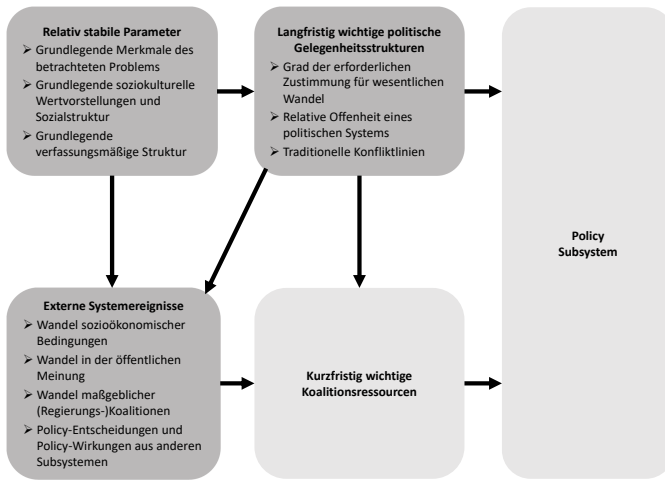 Relativ stabile Parameter
➢ Grundlegende Merkmale des
betrachteten Problems
➢ Grundlegende soziokulturelle
Wertvorstellungen und
Sozialstruktur
➢ Grundlegende
verfassungsmäßige Struktur
Langfristig wichtige politische
Gelegenheitsstrukturen
➢ Grad der erforderlichen
Zustimmung für wesentlichen
Wandel
➢ Relative Offenheit eines
politischen Systems
➢ Traditionelle Konfliktlinien
Policy
Subsystem
Externe Systemereignisse
➢ Wandel sozioökonomischer
Bedingungen
➢ Wandel in der öffentlichen
Meinung
➢ Wandel maßgeblicher
(Regierungs-)Koalitionen
➢ Policy-Entscheidungen und
Policy-Wirkungen aus anderen
Subsystemen
Kurzfristig wichtige
Koalitionsressourcen